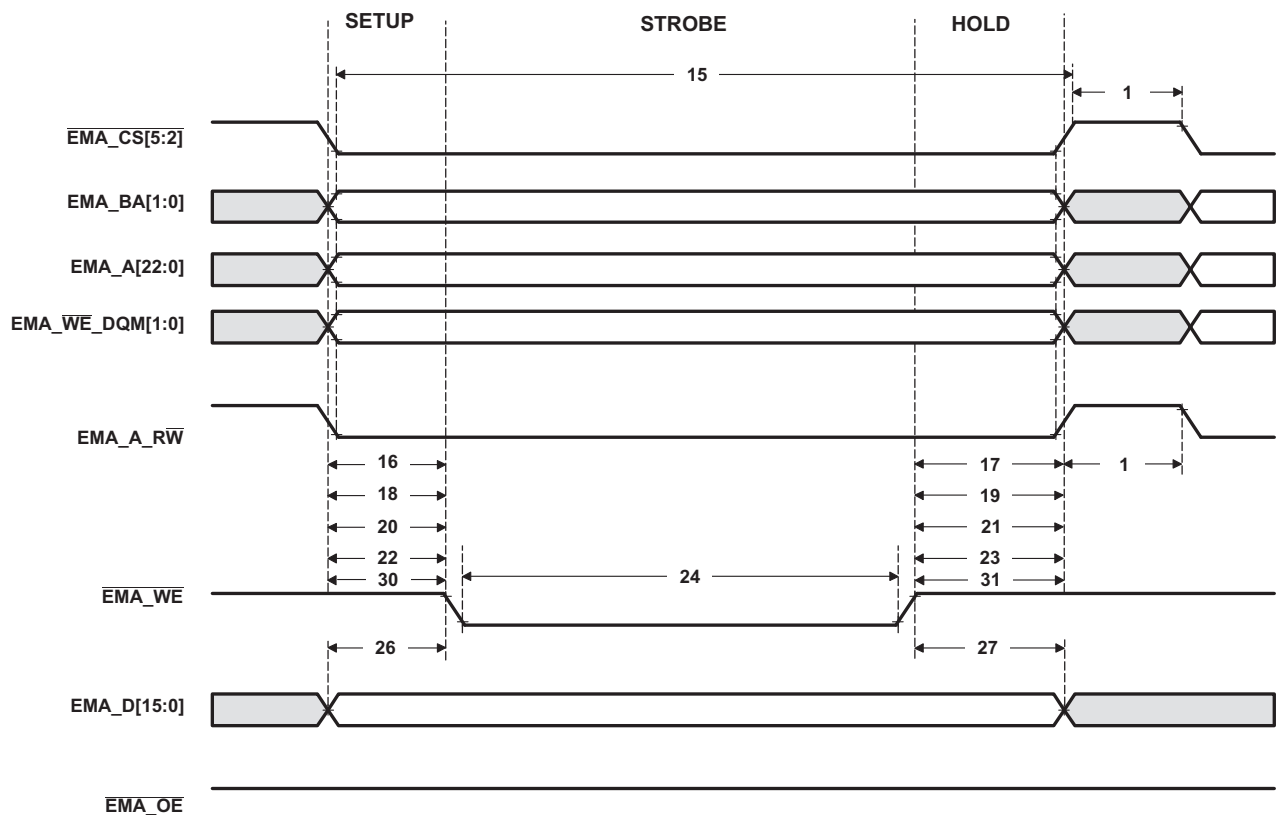 SETUP STROBE HOLD
15
1
EMA_CS[5:2]
EMA_BA[1:0]
EMA_A[22:0]
EMA_WE_DQM[1:0]
EMA_A_RW
16 17 1
18 19
20 21
22 23
24
30 31
EMA_WE
26 27
EMA_D[15:0]
EMA_OE